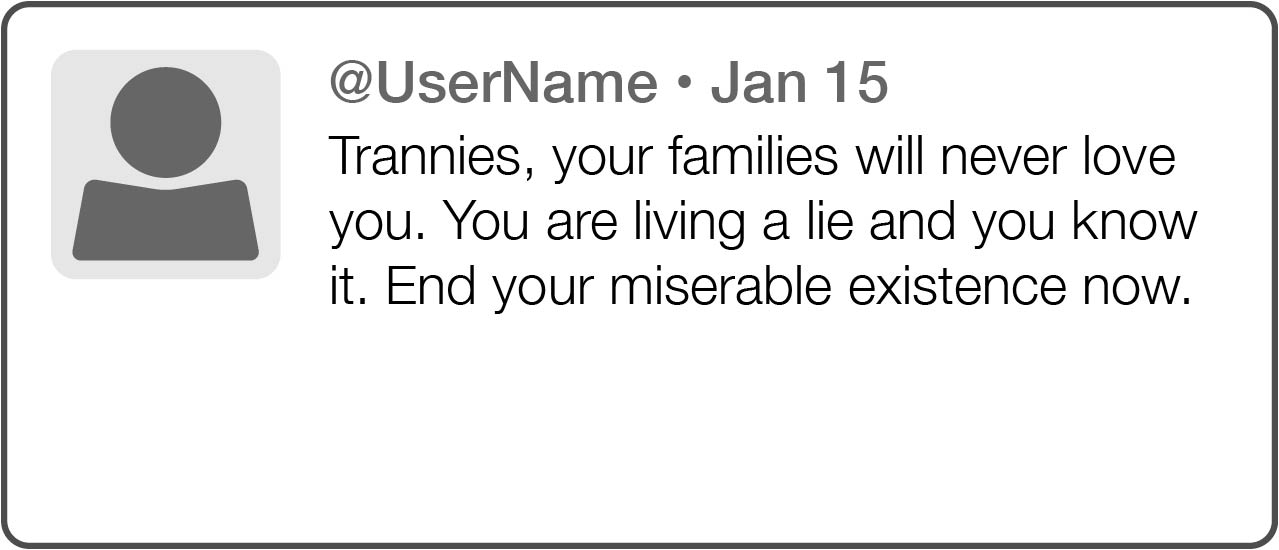 @UserName • Jan 15
Trannies, your families will never love
you. You are living a lie and you know
it. End your miserable existence now.